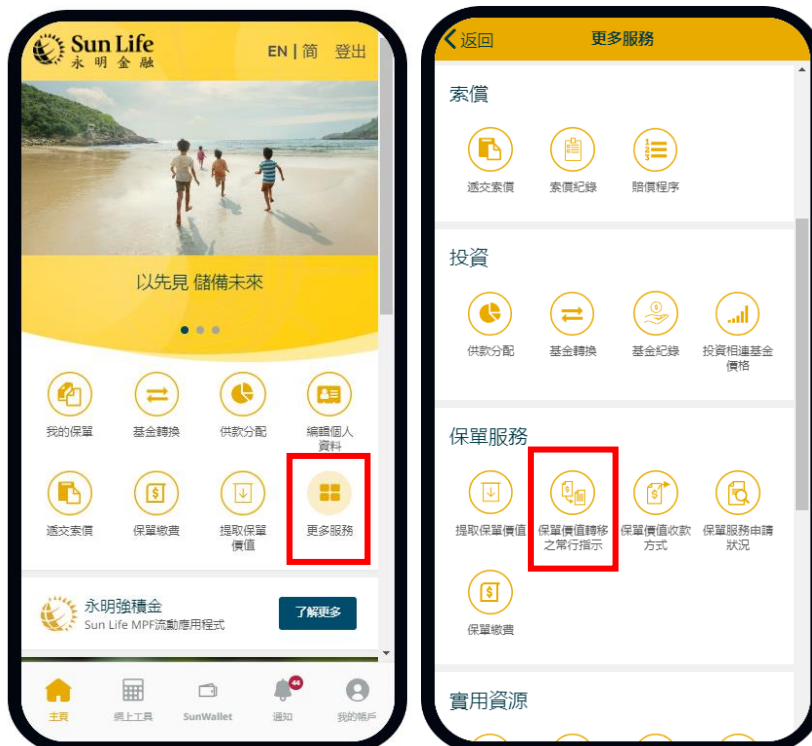 Sun Life
永明金融
EN | 简 登出
以先見 儲備未來
我的保單
基金轉換
供款分配
編輯個人
資料
遞交索償
保單繳費
提取保單
價值
更多服務
永明強積金
Sun Life MPF流動應用程式
了解更多
主頁
網上工具
SunWallet
44
通知
我的帳戶
返回
更多服務
索償
遞交索償
索償紀錄
賠償程序
投資
供款分配
基金轉換
基金紀錄
投資相連基金
價格
保單服務
提取保單價值
保單價值轉移
之常行指示
保單價值收款
方式
保單服務申請
狀況
保單繳費
實用資源